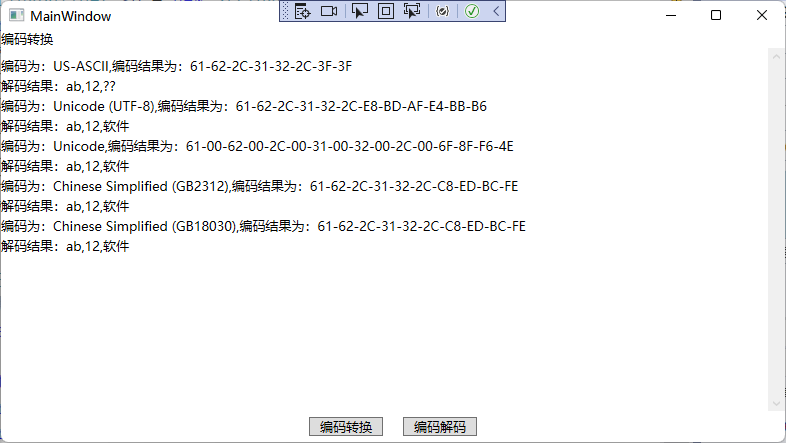 MainWindow
编码转换
编码为：US-ASCII,编码结果为：61-62-2C-31-32-2C-3F-3F
解码结果：ab,12,??
编码为：Unicode (UTF-8),编码结果为：61-62-2C-31-32-2C-E8-BD-AF-E4-BB-B6
解码结果：ab,12,软件
编码为：Unicode,编码结果为：61-00-62-00-2C-00-31-00-32-00-2C-00-6F-8F-F6-4E
解码结果：ab,12,软件
编码为：Chinese Simplified (GB2312),编码结果为：61-62-2C-31-32-2C-C8-ED-BC-FE
解码结果：ab,12,软件
编码为：Chinese Simplified (GB18030),编码结果为：61-62-2C-31-32-2C-C8-ED-BC-FE
解码结果：ab,12,软件
编码转换 编码解码